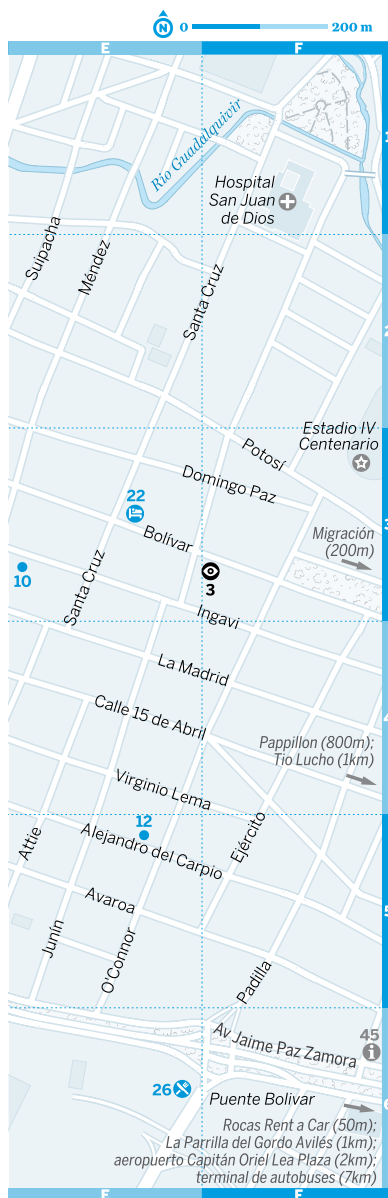 N 0 200 m
E F
1
Río Guadalquivir
Hospital
San Juan
de Dios
Suipacha
Méndez
Santa Cruz
2
Estadio IV
Centenario
Potosí
Domingo Paz
22
Bolívar
3
Migración
(200m)
10
3
Santa Cruz
Ingavi
La Madrid
4
Calle 15 de Abril
Pappillon (800m);
Tio Lucho (1km)
Virginio Lema
12
Attie
Alejandro del Carpio
Ejército
Avaroa
5
Junín
O'Connor
Padilla
Av Jaime Paz Zamora
45
26
Puente Bolivar
6
Rocas Rent a Car (50m);
La Parrilla del Gordo Avilés (1km);
aeropuerto Capitán Oriel Lea Plaza (2km);
terminal de autobuses (7km)
E F